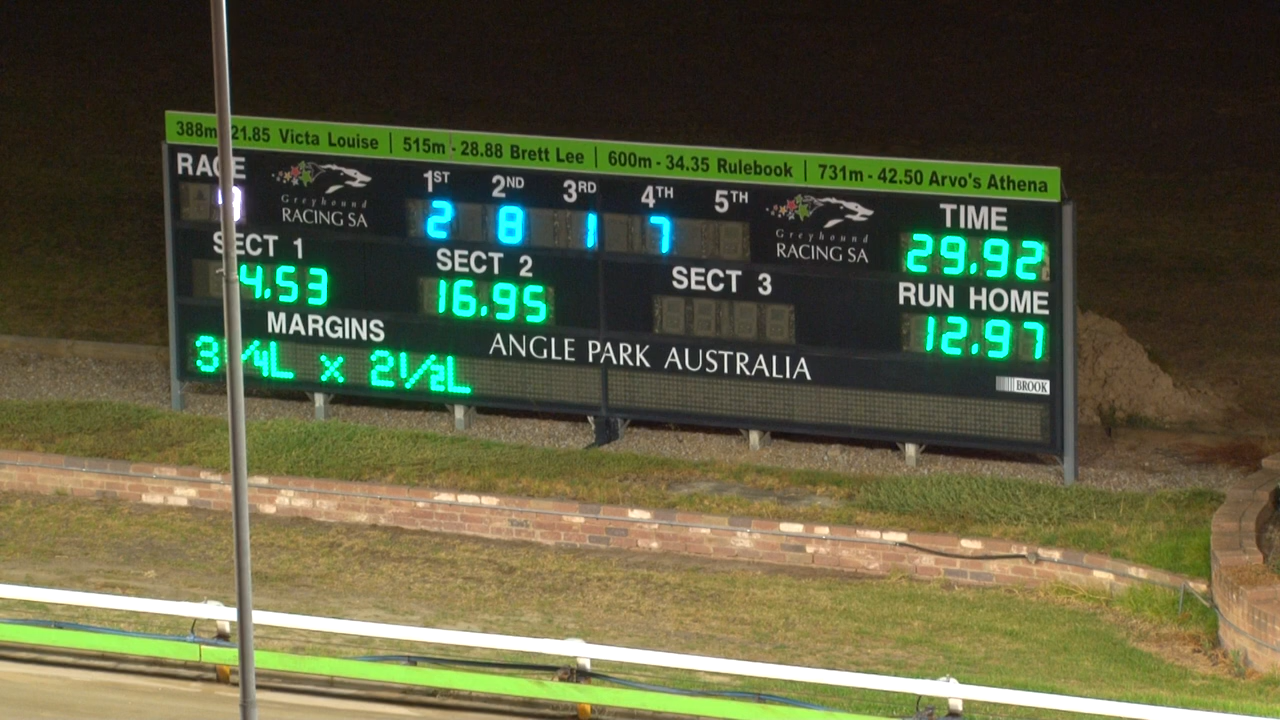 388m - 21.85 Victa Louise | 515m - 28.88 Brett Lee | 600m - 34.35 Rulebook | 731m - 42.50 Arvo's Athena
RACE 1ST 2ND 3RD 4TH 5TH TIME
Greyhound RACING SA 2 8 1 7 Greyhound RACING SA 29.92
SECT 1 SECT 2 SECT 3 RUN HOME
4.53 16.95 12.97
MARGINS ANGLE PARK AUSTRALIA
x 2½L
BROOK